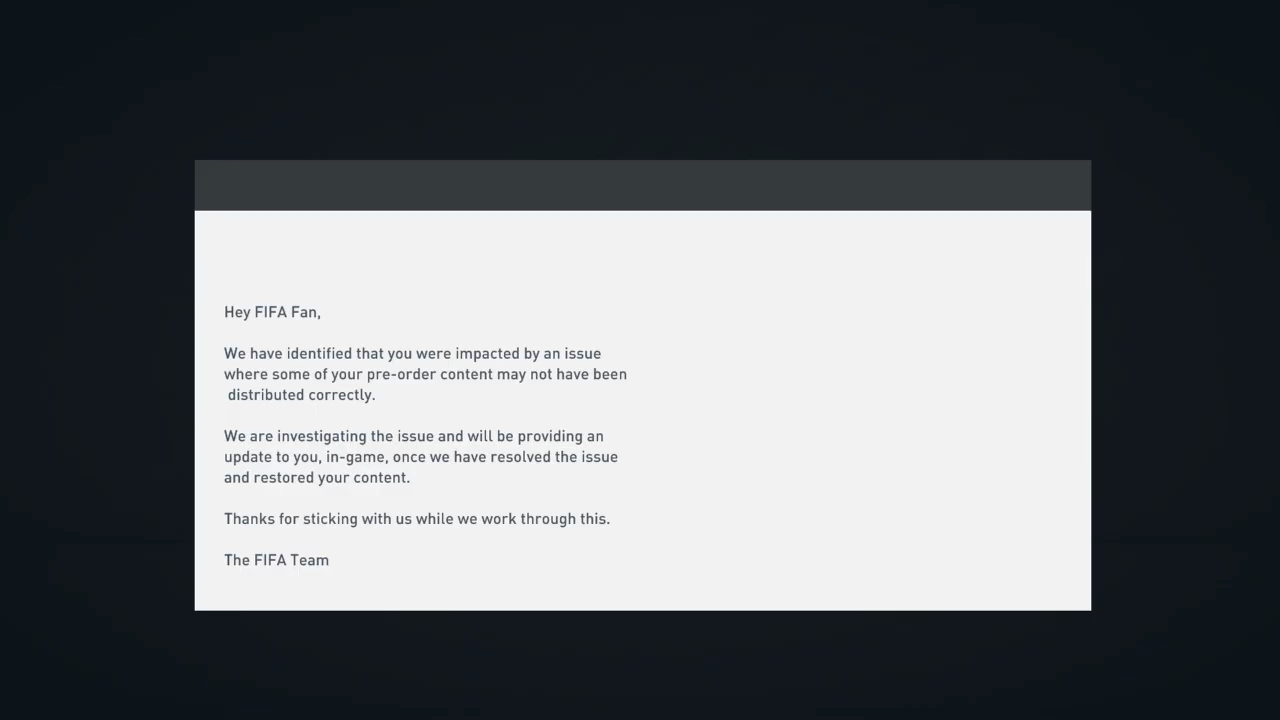 Hey FIFA Fan,
We have identified that you were impacted by an issue
where some of your pre-order content may not have been
distributed correctly.
We are investigating the issue and will be providing an
update to you, in-game, once we have resolved the issue
and restored your content.
Thanks for sticking with us while we work through this.
The FIFA Team